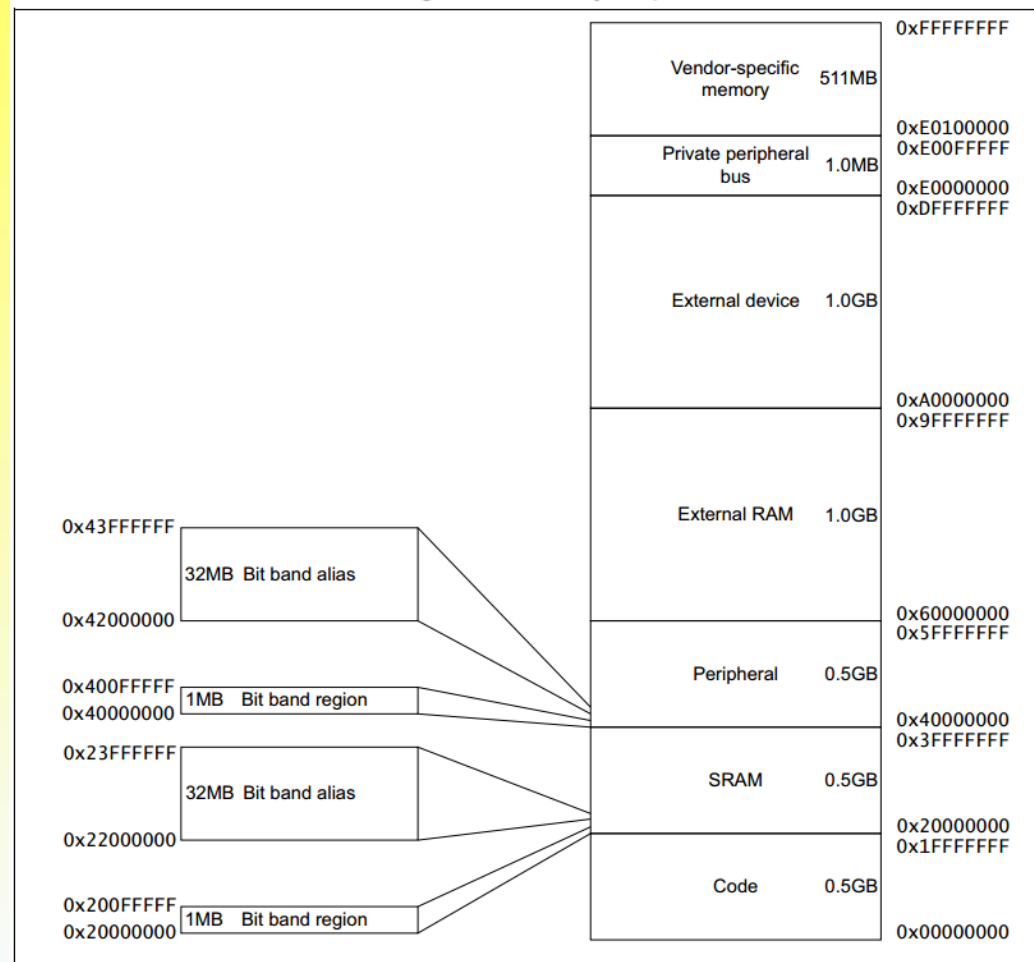 0xFFFFFFFF
Vendor-specific
memory
511MB
0xE0100000
0xE00FFFFF
Private peripheral
bus
1.0MB
0xE0000000
0xDFFFFFFF
External device 1.0GB
0xA0000000
0x9FFFFFFF
External RAM 1.0GB
0x43FFFFFF
32MB Bit band alias
0x42000000
0x60000000
0x5FFFFFFF
Peripheral 0.5GB
0x400FFFFF
1MB Bit band region
0x40000000
0x40000000
0x3FFFFFFF
0x23FFFFFF
32MB Bit band alias
SRAM 0.5GB
0x22000000
0x20000000
0x1FFFFFFF
Code 0.5GB
0x200FFFFF
1MB Bit band region
0x20000000
0x00000000